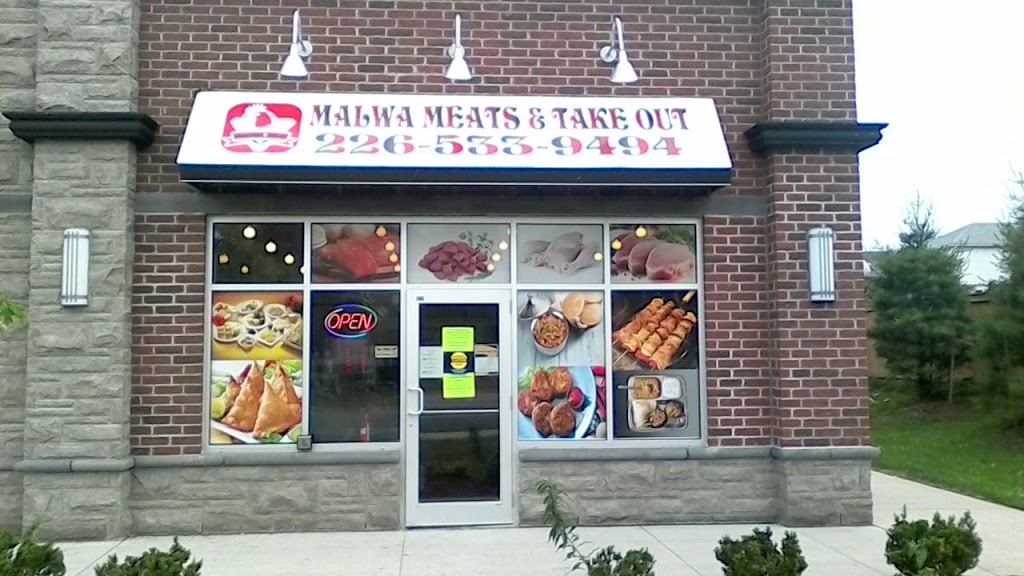 MALWA MEATS & TAKE OUT
226-533-9494
OPEN